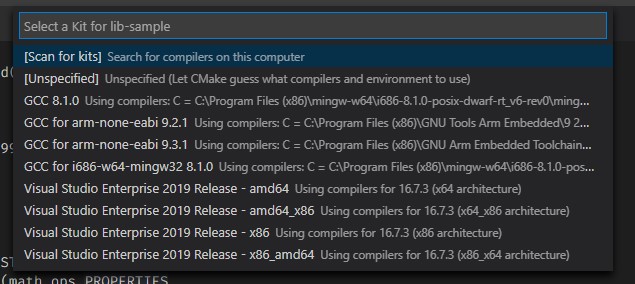 Select a Kit for lib-sample
[Scan for kits] Search for compilers on this computer
[Unspecified] Unspecified (Let CMake guess what compilers and environment to use)
GCC 8.1.0 Using compilers: C = C:\Program Files (x86)\mingw-w64\i686-8.1.0-posix-dwarf-rt_v6-rev0\ming...
GCC for arm-none-eabi 9.2.1 Using compilers: C = C:\Program Files (x86)\GNU Tools Arm Embedded\9 2...
GCC for arm-none-eabi 9.3.1 Using compilers: C = C:\Program Files (x86)\GNU Arm Embedded Toolchain...
GCC for i686-w64-mingw32 8.1.0 Using compilers: C = C:\Program Files (x86)\mingw-w64\i686-8.1.0-pos...
Visual Studio Enterprise 2019 Release - amd64 Using compilers for 16.7.3 (x64 architecture)
Visual Studio Enterprise 2019 Release - amd64_x86 Using compilers for 16.7.3 (x64_x86 architecture)
Visual Studio Enterprise 2019 Release - x86 Using compilers for 16.7.3 (x86 architecture)
Visual Studio Enterprise 2019 Release - x86_amd64 Using compilers for 16.7.3 (x86_x64 architecture)
d(
99
ST
(math_ops PROPERTIES